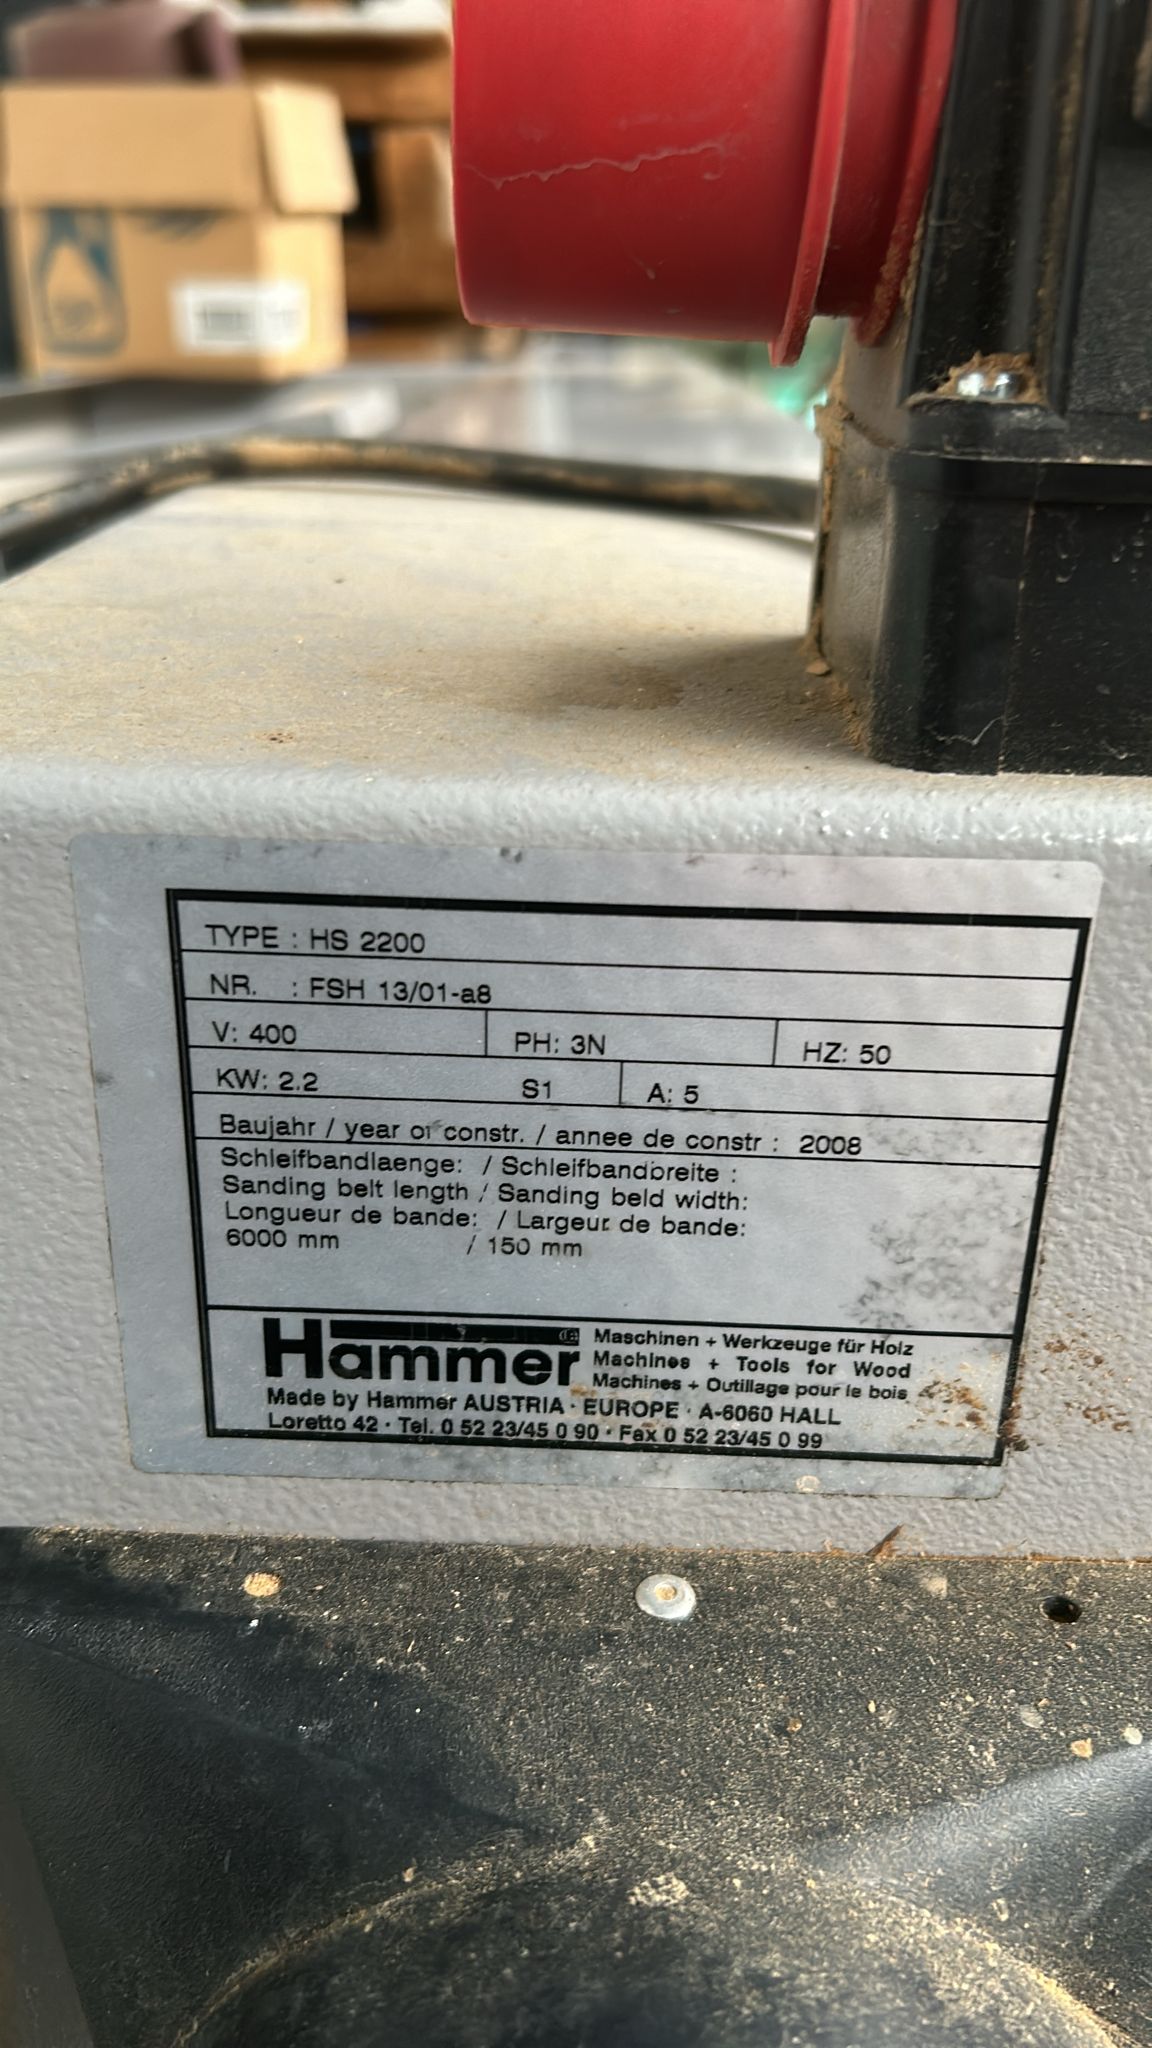 TYPE : HS 2200
NR. : FSH 13/01-a8
V: 400 PH: 3N HZ: 50
KW: 2.2 S1 A: 5
Baujahr / year of constr. / annee de constr : 2008
Schleifbandlaenge: / Schleifbandbreite :
Sanding belt length / Sanding beld width:
Longueur de bande: / Largeur de bande:
6000 mm / 150 mm
Hammer
Maschinen + Werkzeuge für Holz
Machines + Tools for Wood
Machines + Outillage pour le bois
Made by Hammer AUSTRIA · EUROPE · A-6060 HALL
Loretto 42 · Tel. 0 52 23/45 0 90 · Fax 0 52 23/45 0 99